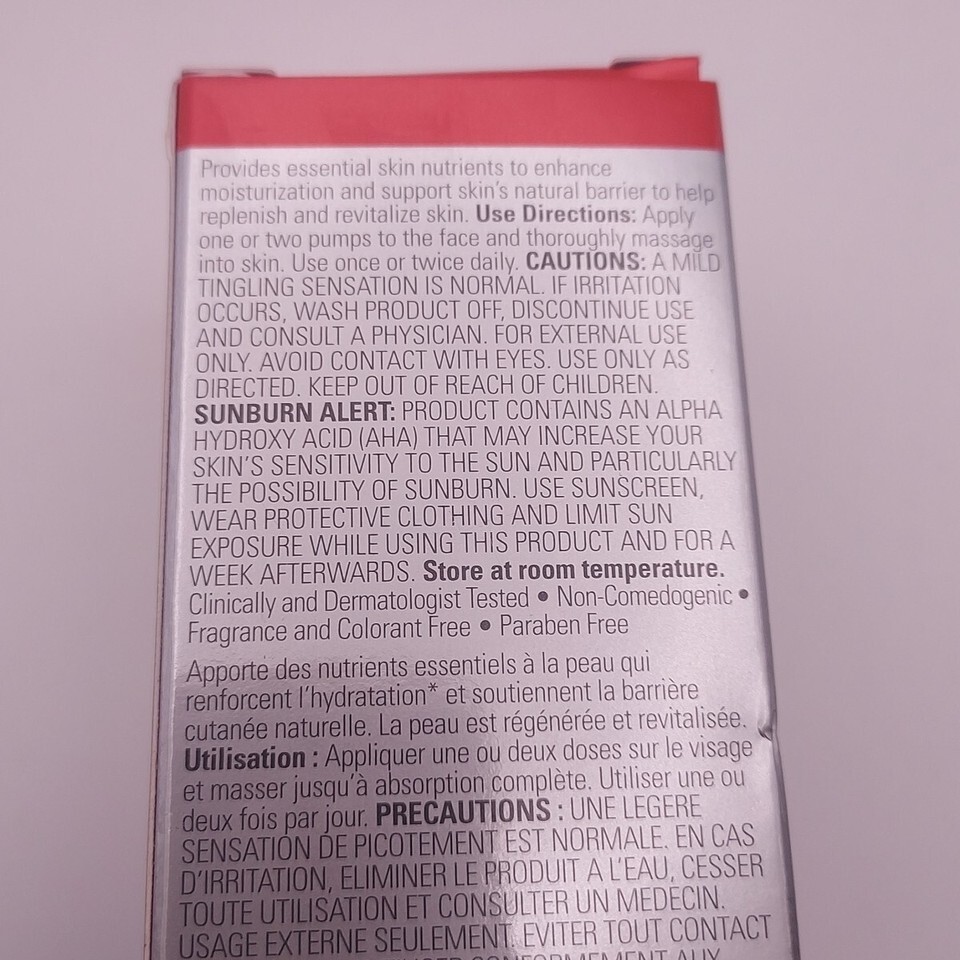 Provides essential skin nutrients to enhance
moisturization and support skin's natural barrier to help
replenish and revitalize skin. Use Directions: Apply
one or two pumps to the face and thoroughly massage
into skin. Use once or twice daily. CAUTIONS: A MILD
TINGLING SENSATION IS NORMAL. IF IRRITATION
OCCURS, WASH PRODUCT OFF, DISCONTINUE USE
AND CONSULT A PHYSICIAN. FOR EXTERNAL USE
ONLY. AVOID CONTACT WITH EYES. USE ONLY AS
DIRECTED. KEEP OUT OF REACH OF CHILDREN.
SUNBURN ALERT: PRODUCT CONTAINS AN ALPHA
HYDROXY ACID (AHA) THAT MAY INCREASE YOUR
SKIN'S SENSITIVITY TO THE SUN AND PARTICULARLY
THE POSSIBILITY OF SUNBURN. USE SUNSCREEN,
WEAR PROTECTIVE CLOTHING AND LIMIT SUN
EXPOSURE WHILE USING THIS PRODUCT AND FOR A
WEEK AFTERWARDS. Store at room temperature.
Clinically and Dermatologist Tested • Non-Comedogenic •
Fragrance and Colorant Free • Paraben Free
Apporte des nutrients essentiels à la peau qui
renforcent l'hydratation* et soutiennent la barrière
cutanée naturelle. La peau est régénérée et revitalisée.
Utilisation : Appliquer une ou deux doses sur le visage
et masser jusqu'à absorption complète. Utiliser une ou
deux fois par jour. PRECAUTIONS : UNE LEGERE
SENSATION DE PICOTEMENT EST NORMALE. EN CAS
D'IRRITATION, ELIMINER LE PRODUIT A L'EAU, CESSER
TOUTE UTILISATION ET CONSULTER UN MEDECIN.
USAGE EXTERNE SEULEMENT. EVITER TOUT CONTACT
CONFORMEMENT AUX